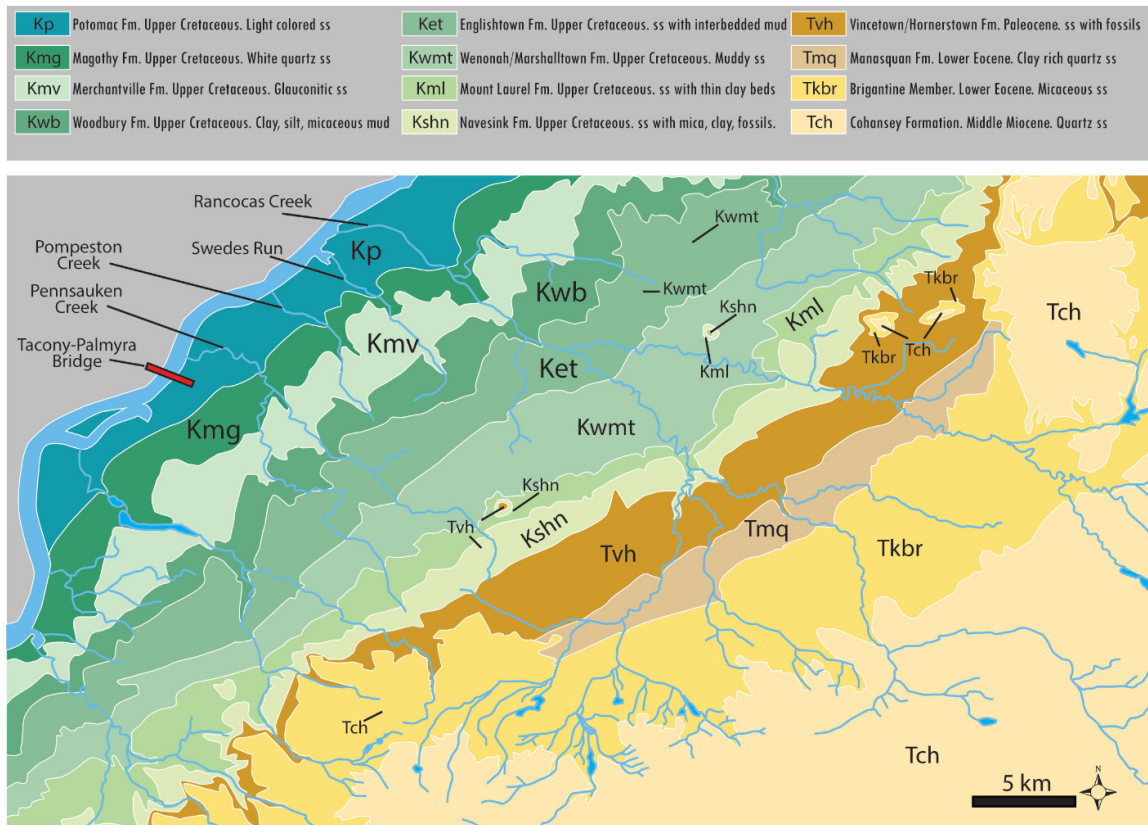 Kp Potomac Fm. Upper Cretaceous. Light colored ss
Kmg Magothy Fm. Upper Cretaceous. White quartz ss
Kmv Merchantville Fm. Upper Cretaceous. Glauconitic ss
Kwb Woodbury Fm. Upper Cretaceous. Clay, silt, micaceous mud
Ket Englishtown Fm. Upper Cretaceous. ss with interbedded mud
Kwmt Wenonah/Marshalltown Fm. Upper Cretaceous. Muddy ss
Kml Mount Laurel Fm. Upper Cretaceous. ss with thin clay beds
Kshn Navesink Fm. Upper Cretaceous. ss with mica, clay, fossils.
Tvh Vincetown/Hornerstown Fm. Paleocene. ss with fossils
Tmq Manasquan Fm. Lower Eocene. Clay rich quartz ss
Tkbr Brigantine Member. Lower Eocene. Micaceous ss
Tch Cohansey Formation. Middle Miocene. Quartz ss
Rancocas Creek
Swedes Run
Pompeston
Creek
Pennsauken
Creek
Tacony-Palmyra
Bridge
Kp
Kwmt
Kwb
Kwmt
Kmv
Kshn
Kml
Kml
Tkbr
Tkbr
Tch
Tch
Ket
Kmg
Kwmt
Kshn
Tvh
Kshn
Tvh
Tmq
Tkbr
Tch
Tch
N
5 km